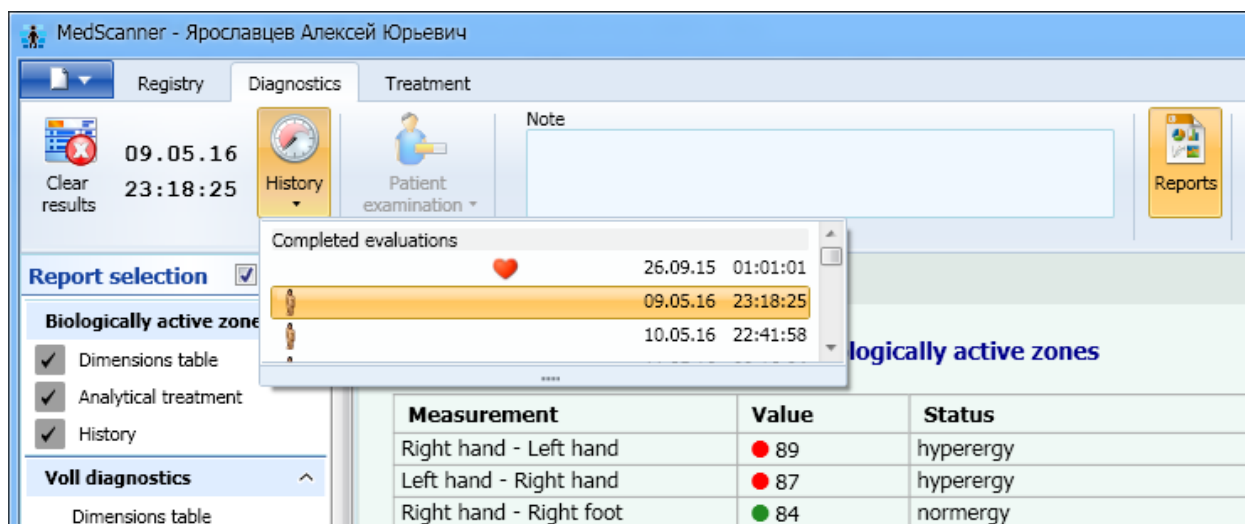 MedScanner - Ярославцев Алексей Юрьевич
Registry Diagnostics Treatment
Clear results
09.05.16
23:18:25
History
Patient examination
Note
Reports
Completed evaluations
26.09.15 01:01:01
09.05.16 23:18:25
10.05.16 22:41:58
Report selection
Biologically active zone
Dimensions table
Analytical treatment
History
Voll diagnostics
Dimensions table
logically active zones
Measurement Value Status
Right hand - Left hand 89 hyperergy
Left hand - Right hand 87 hyperergy
Right hand - Right foot 84 normergy